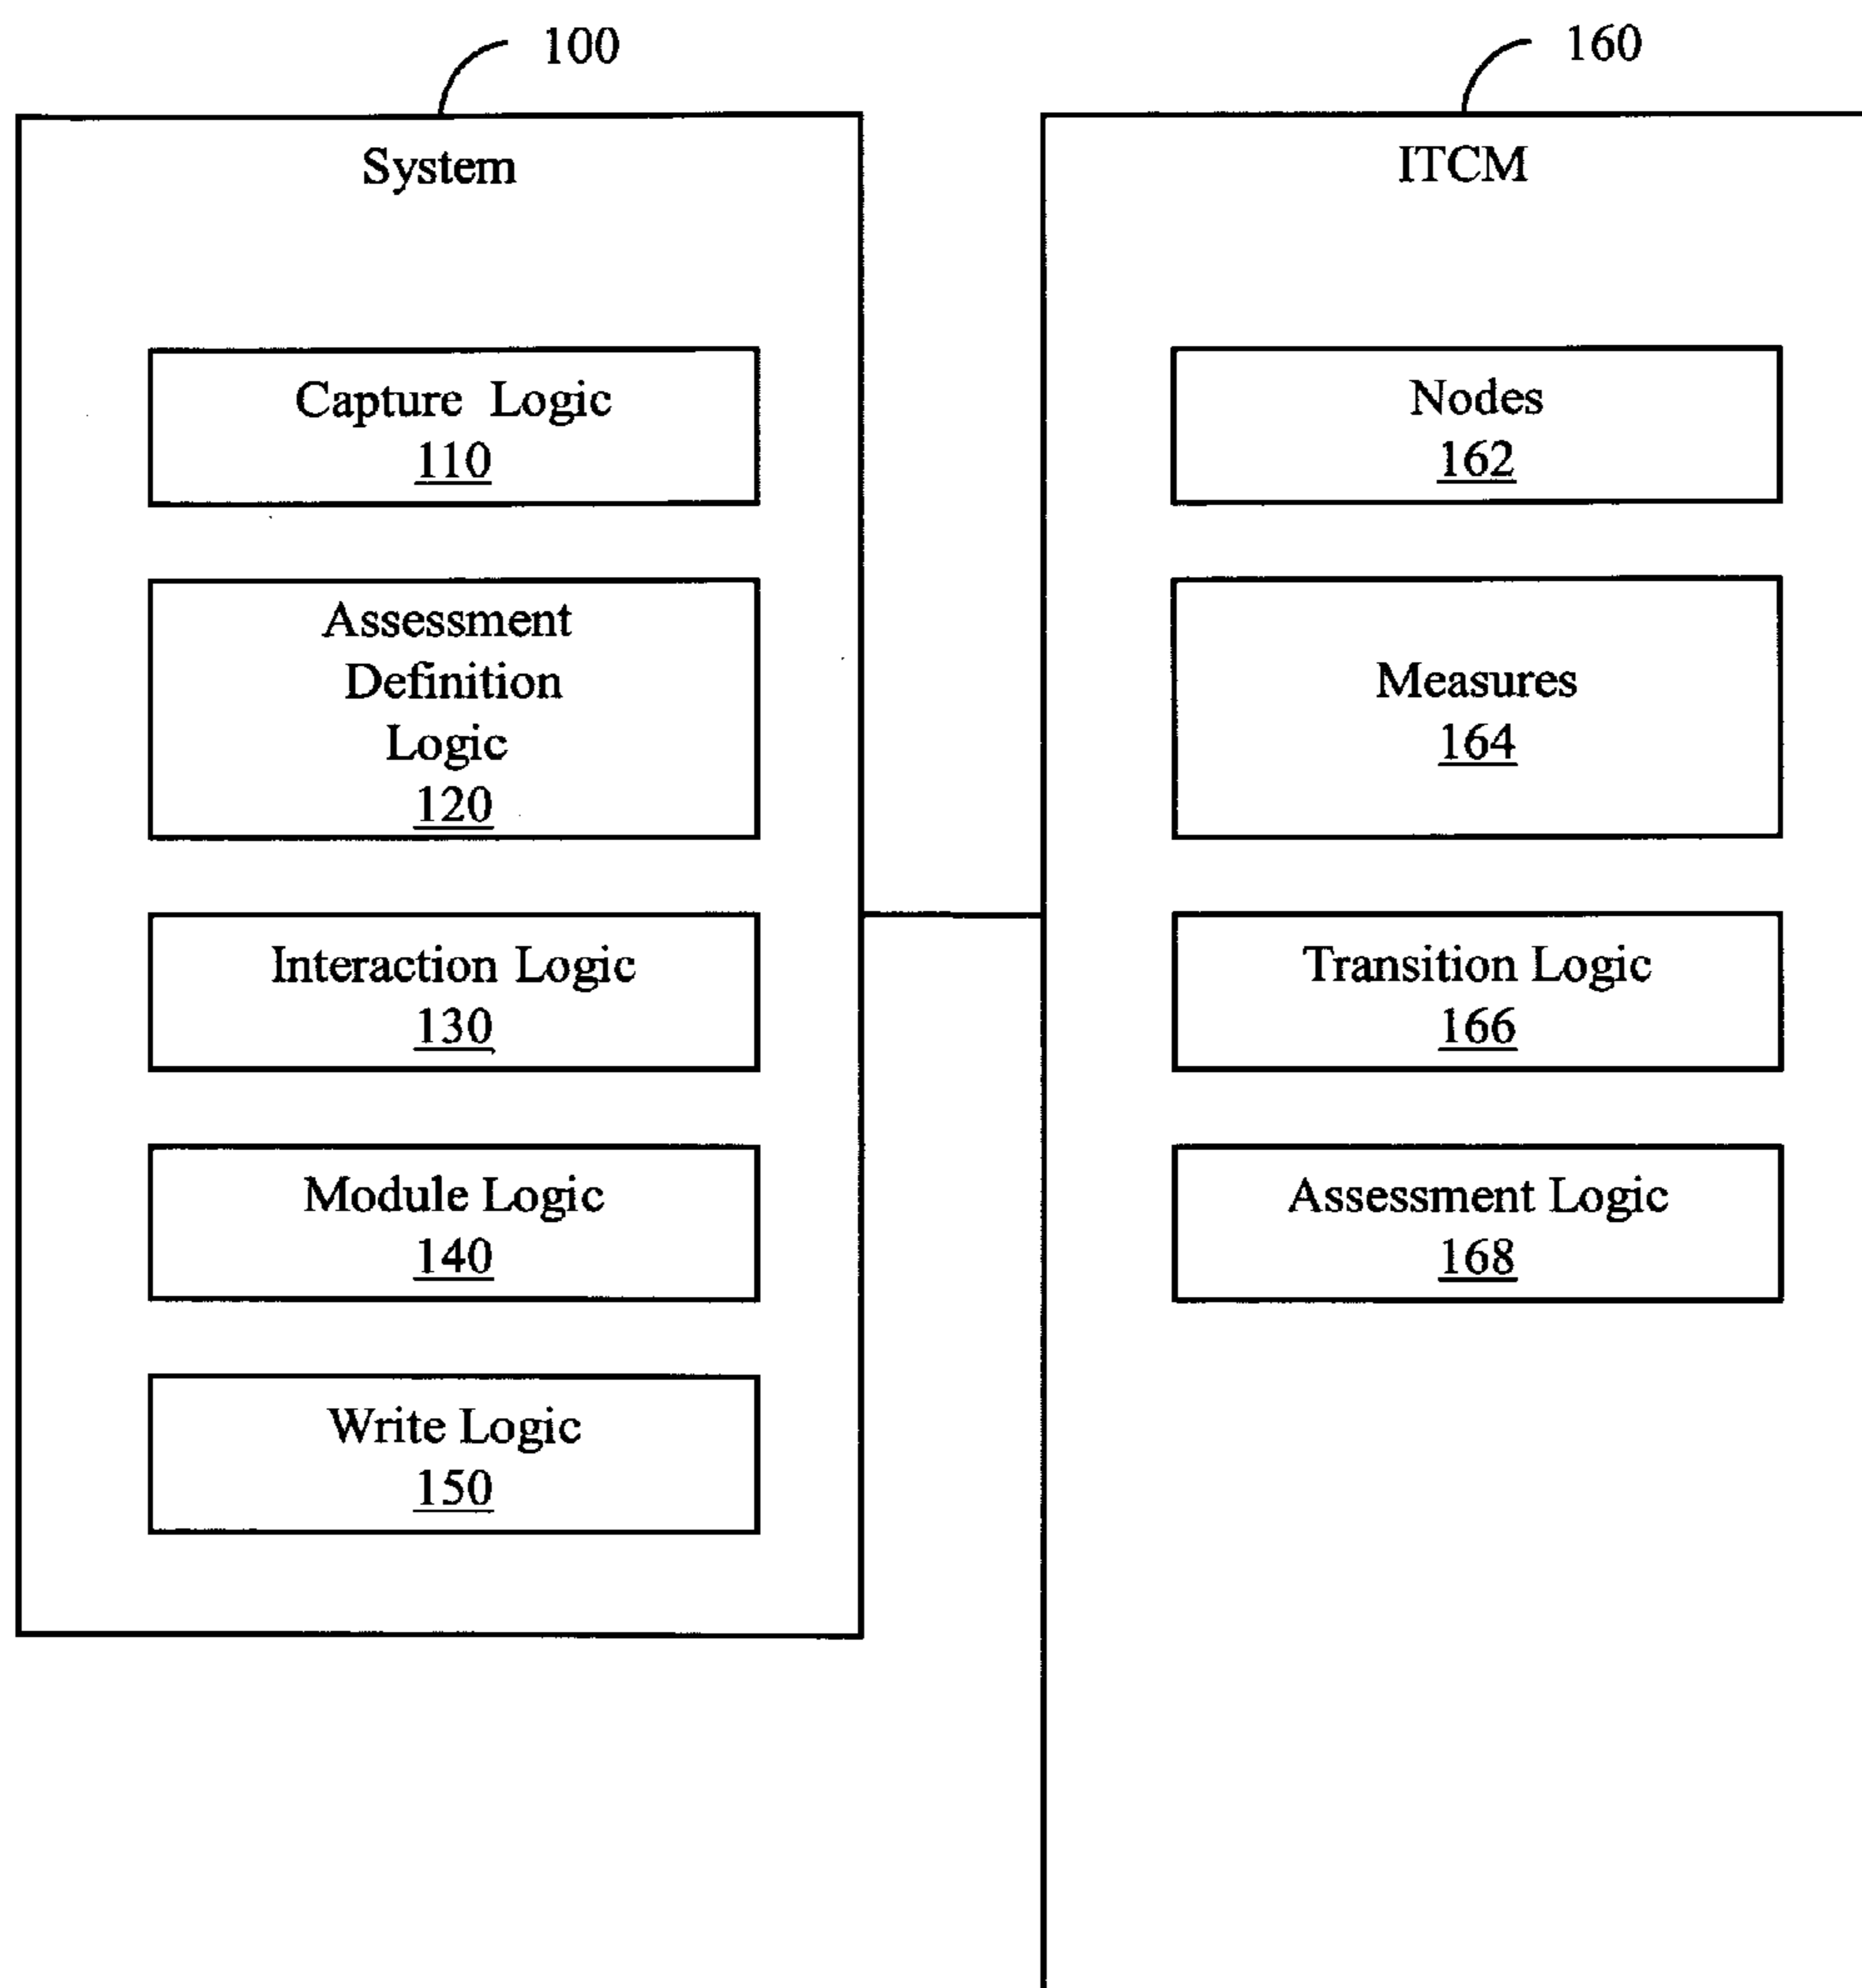 100
System
Capture Logic
110
Assessment
Definition
Logic
120
Interaction Logic
130
Module Logic
140
Write Logic
150
160
ITCM
Nodes
162
Measures
164
Transition Logic
166
Assessment Logic
168